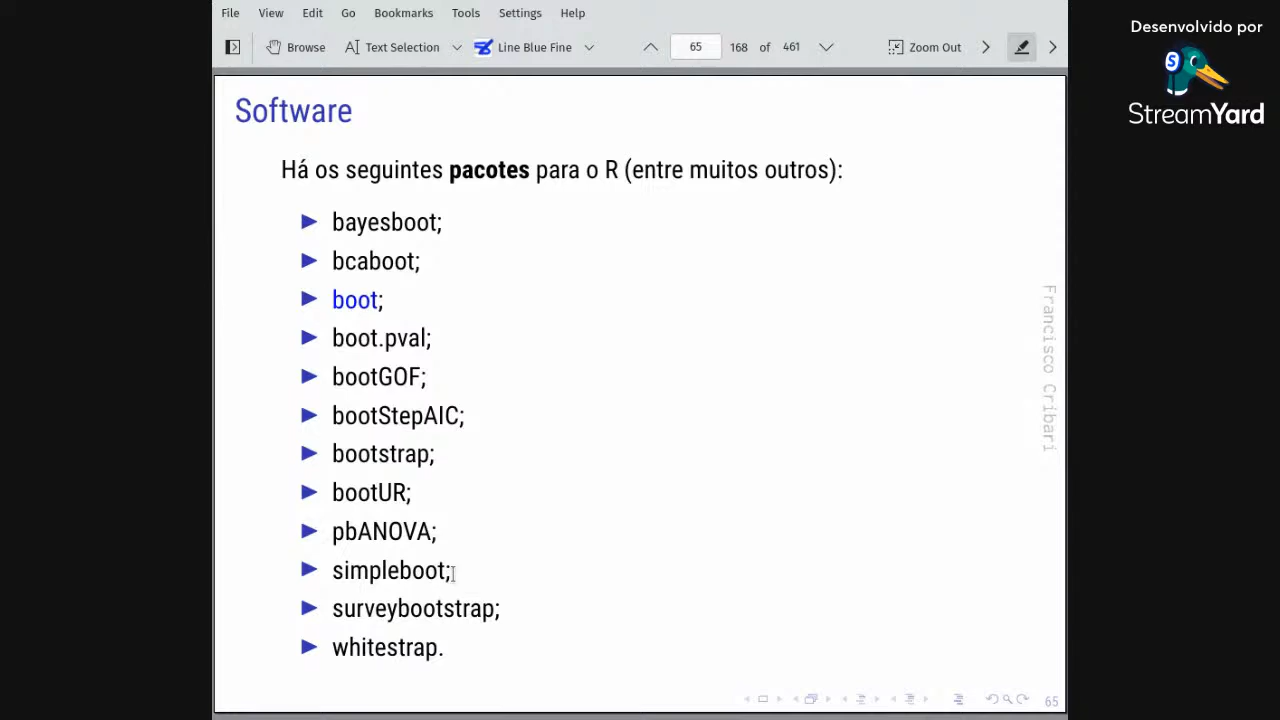 File View Edit Go Bookmarks Tools Settings Help
Browse Text Selection Line Blue Fine 65 168 of 461 Zoom Out
Desenvolvido por
StreamYard
Software
Há os seguintes pacotes para o R (entre muitos outros):
bayesboot;
bcaboot;
boot;
boot.pval;
bootGOF;
bootStepAIC;
bootstrap;
bootUR;
pbANOVA;
simpleboot;
surveybootstrap;
whitestrap.
Francisco Cribari
65